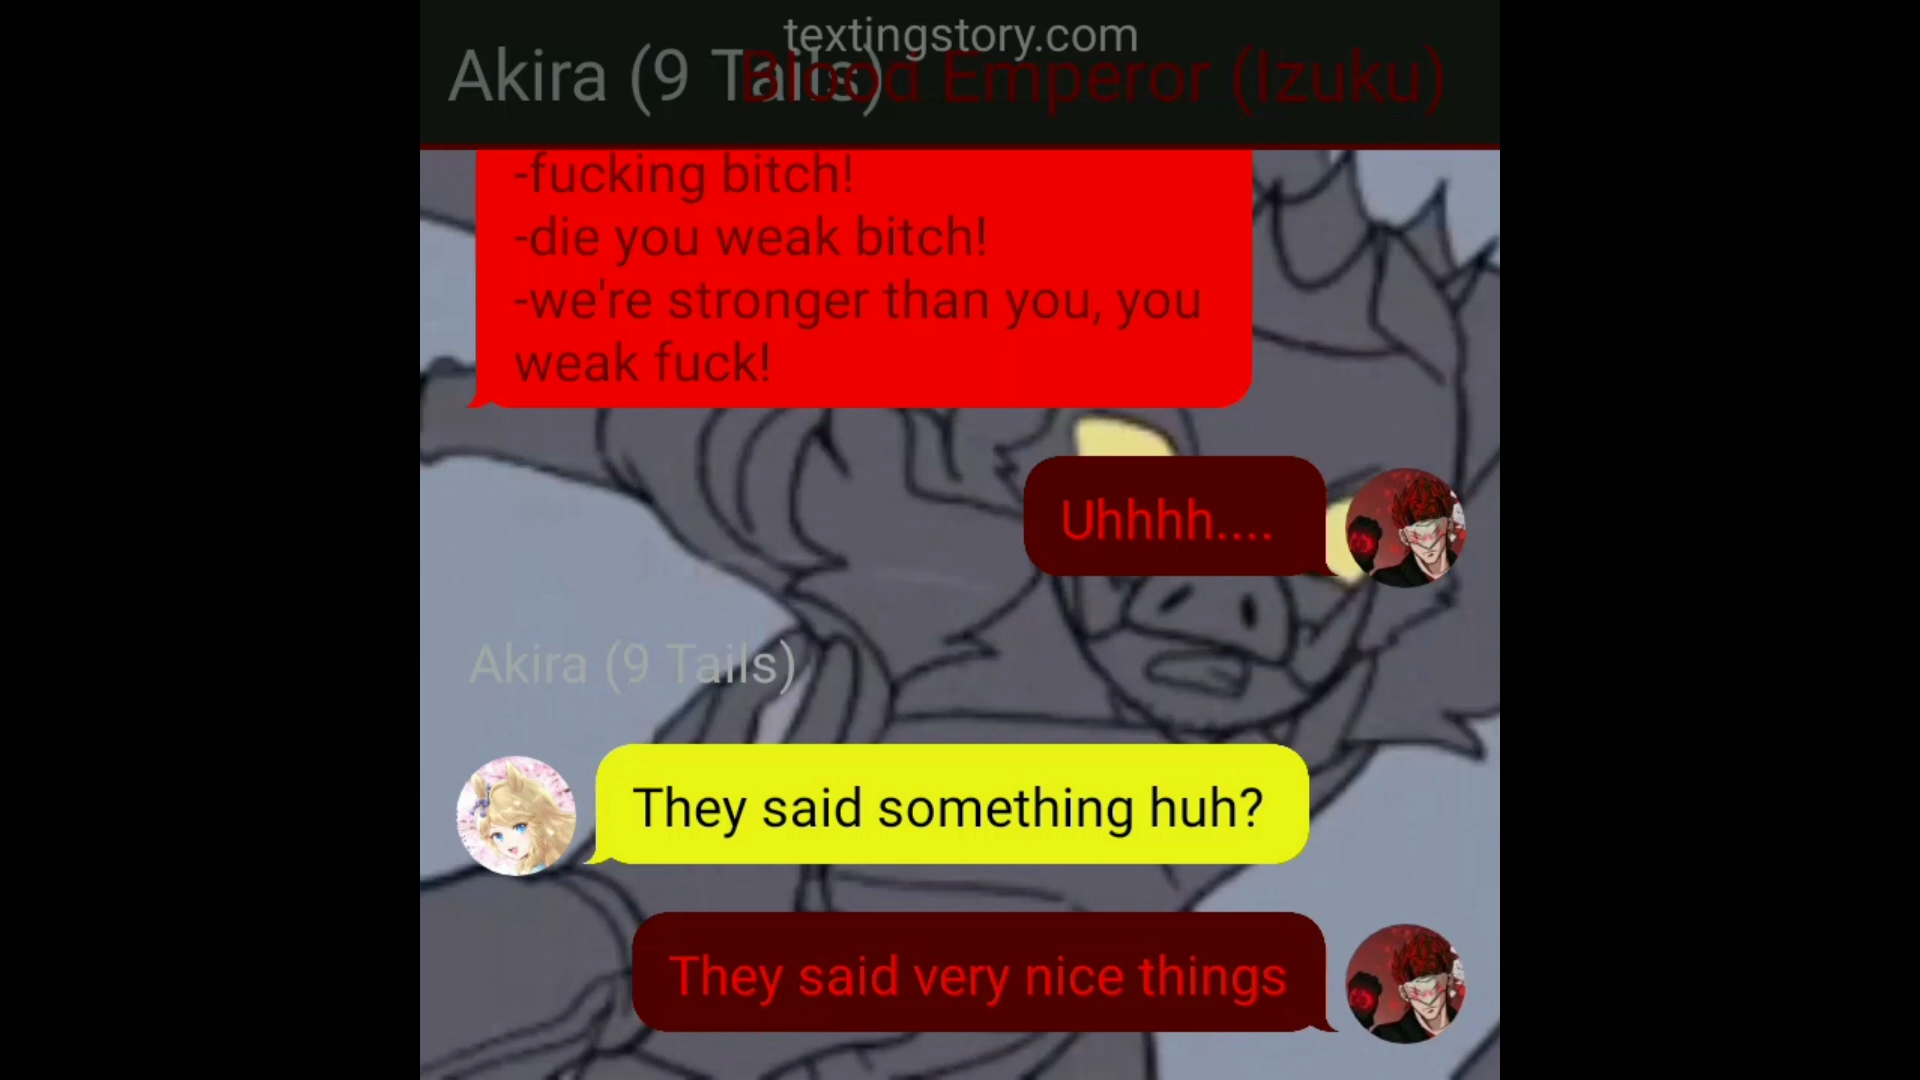 textingstory.com
Akira (9 Tails)
Blood Emperor (Izuku)
-fucking bitch!
-die you weak bitch!
-we're stronger than you, you
weak fuck!
Uhhhh....
Akira (9 Tails)
They said something huh?
They said very nice things